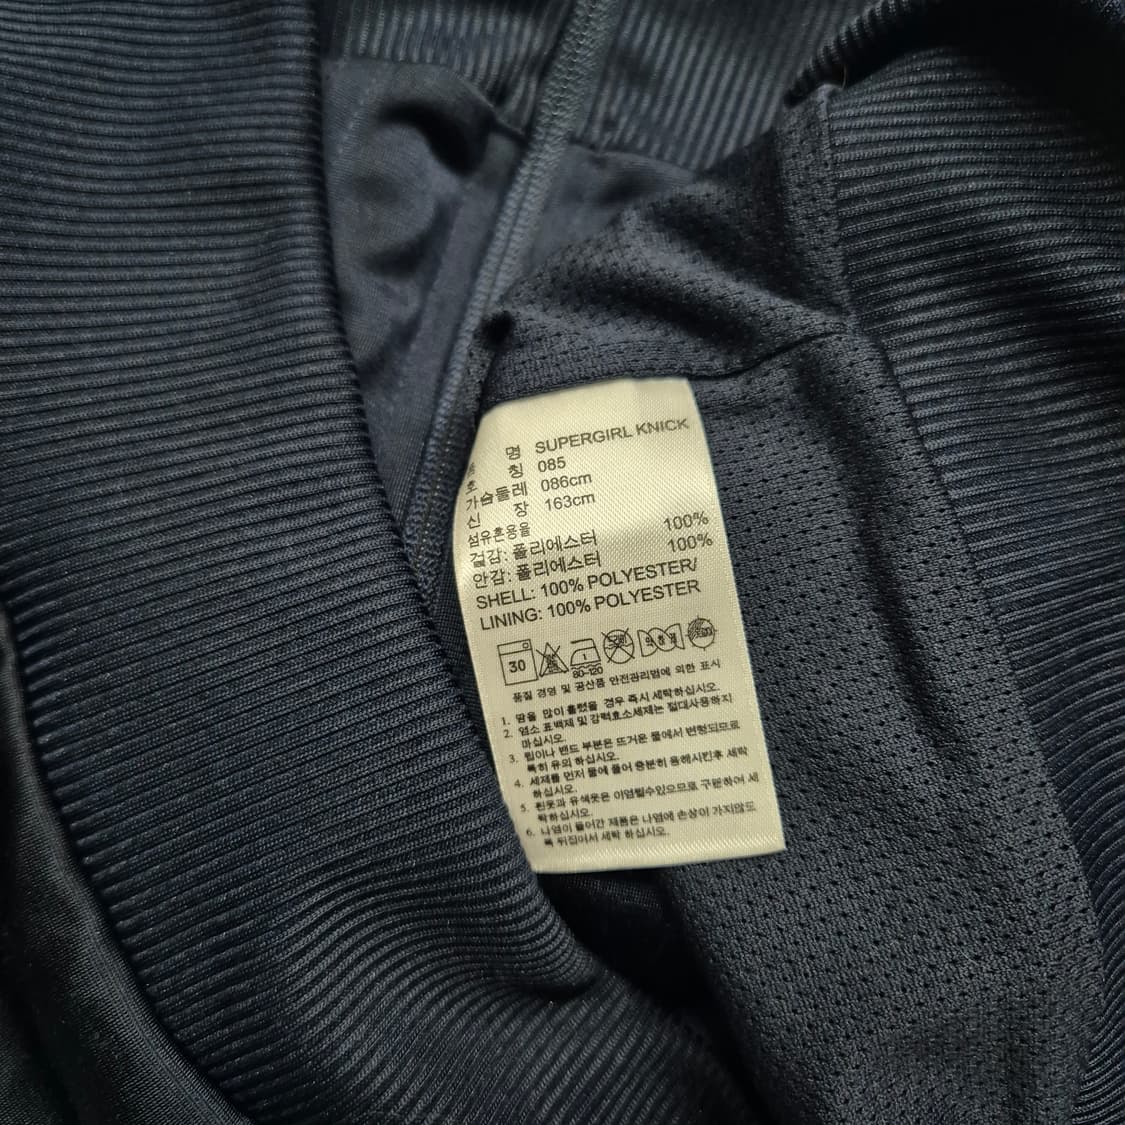 명 SUPERGIRL KNICK
호 칭 085
가슴둘레 086cm
신 장 163cm
섬유혼용율
겉감: 폴리에스터 100%
안감: 폴리에스터 100%
SHELL: 100% POLYESTER/
LINING: 100% POLYESTER
30 80~120
품질 경영 및 공산품 안전관리법에 의한 표시
1. 땀을 많이 흘렸을 경우 즉시 세탁하십시오.
2. 염소 표백제 및 강력효소세제는 절대사용하지
마십시오.
3. 립이나 밴드 부분은 뜨거운 물에서 변형되므로
특히 유의 하십시오.
4. 세제를 먼저 물에 풀어 충분히 용해시킨후 세탁
하십시오.
5. 흰옷과 유색옷은 이염될수있으므로 구분하여 세
탁하십시오.
6. 나염이 들어간 제품은 나염에 손상이 가지않도
록 뒤집어서 세탁 하십시오.